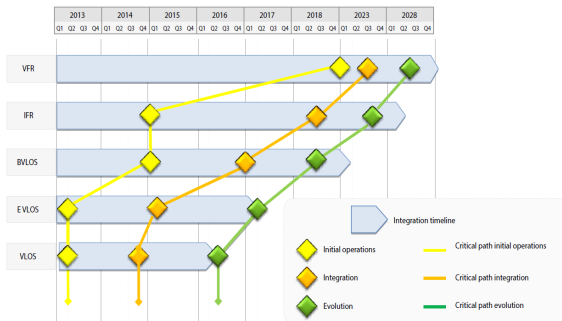 2013 2014 2015 2016 2017 2018 2023 2028
Q1 Q2 Q3 Q4 Q1 Q2 Q3 Q4 Q1 Q2 Q3 Q4 Q1 Q2 Q3 Q4 Q1 Q2 Q3 Q4 Q1 Q2 Q3 Q4 Q1 Q2 Q3 Q4 Q1 Q2 Q3 Q4
VFR
IFR
BVLOS
EVLOS
VLOS
Integration timeline
Initial operations Critical path initial operations
Integration Critical path integration
Evolution Critical path evolution